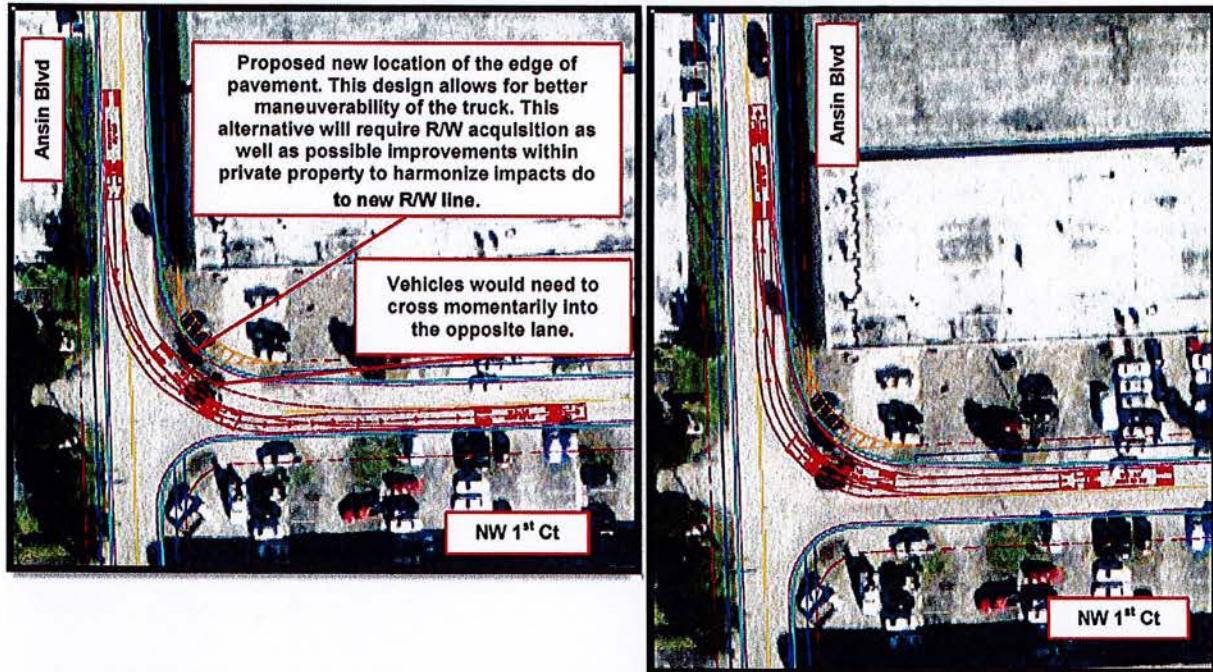 Ansin Blvd
Proposed new location of the edge of
pavement. This design allows for better
maneuverability of the truck. This
alternative will require R/W acquisition as
well as possible improvements within
private property to harmonize impacts do
to new R/W line.
Vehicles would need to
cross momentarily into
the opposite lane.
NW 1st Ct
Ansin Blvd
NW 1st Ct